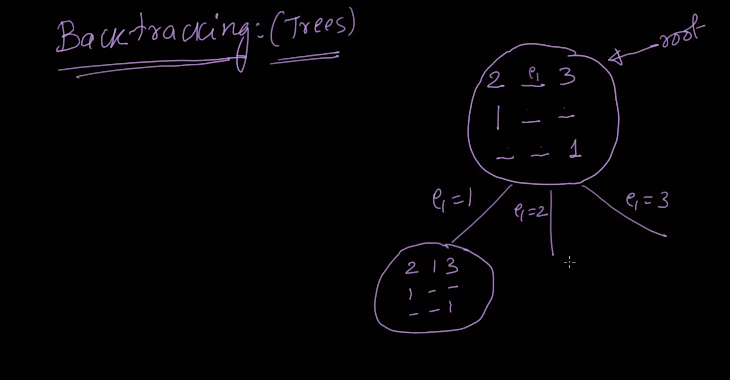 Backtracking: (Trees)
root
2 e₁ 3
1 _ _
_ _ 1
e₁=1
e₁=2
e₁=3
2 1 3
1 _ _
_ _ 1